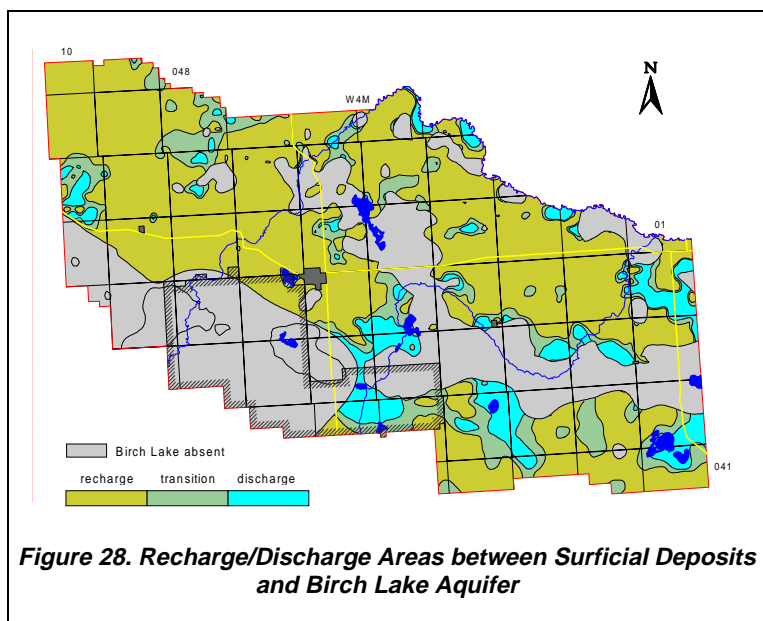 10
048
W4M
N
01
Birch Lake absent
recharge transition discharge
041
Figure 28. Recharge/Discharge Areas between Surficial Deposits
and Birch Lake Aquifer